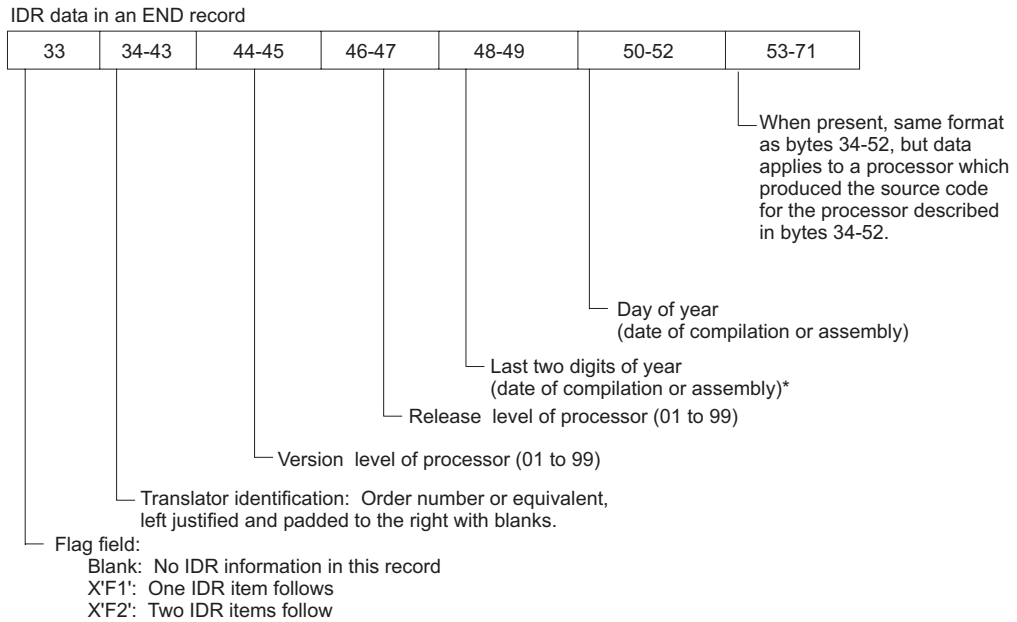 IDR data in an END record
33 34-43 44-45 46-47 48-49 50-52 53-71
When present, same format
as bytes 34-52, but data
applies to a processor which
produced the source code
for the processor described
in bytes 34-52.
Day of year
(date of compilation or assembly)
Last two digits of year
(date of compilation or assembly)*
Release level of processor (01 to 99)
Version level of processor (01 to 99)
Translator identification: Order number or equivalent,
left justified and padded to the right with blanks.
Flag field:
Blank: No IDR information in this record
X'F1': One IDR item follows
X'F2': Two IDR items follow